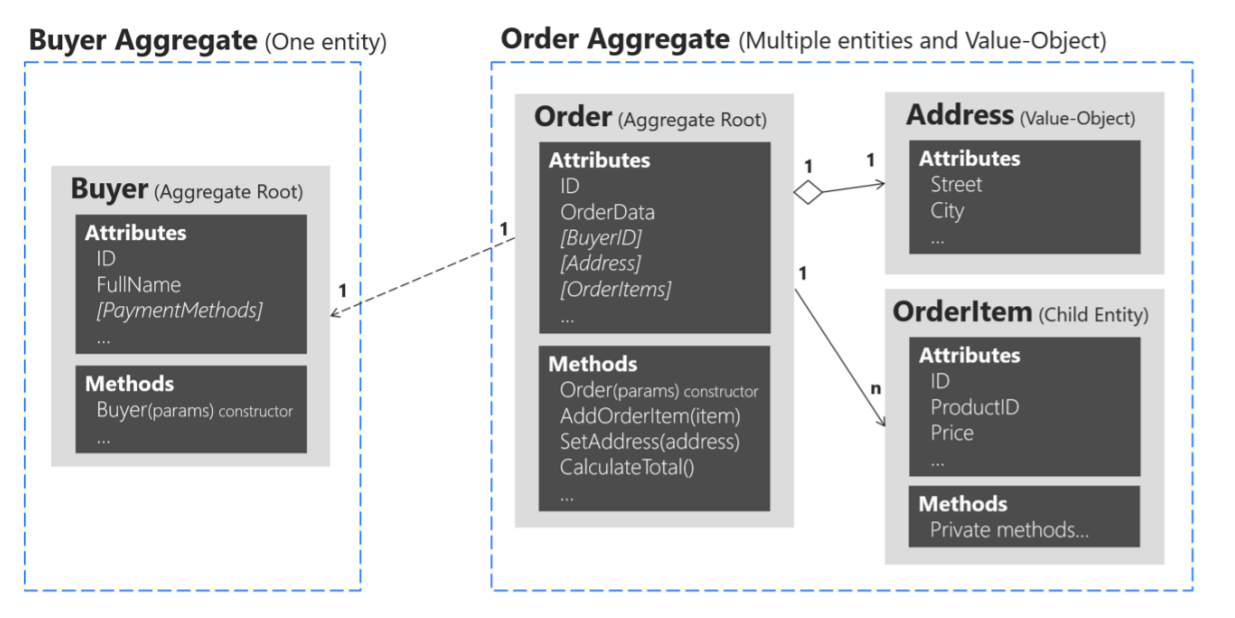 Buyer Aggregate (One entity)
Buyer (Aggregate Root)
Attributes
ID
FullName
[PaymentMethods]
...
Methods
Buyer(params) constructor
...
1
1
Order Aggregate (Multiple entities and Value-Object)
Order (Aggregate Root)
Attributes
ID
OrderData
[BuyerID]
[Address]
[OrderItems]
...
Methods
Order(params) constructor
AddOrderItem(item)
SetAddress(address)
CalculateTotal()
...
1
1
1
n
Address (Value-Object)
Attributes
Street
City
...
OrderItem (Child Entity)
Attributes
ID
ProductID
Price
...
Methods
Private methods...